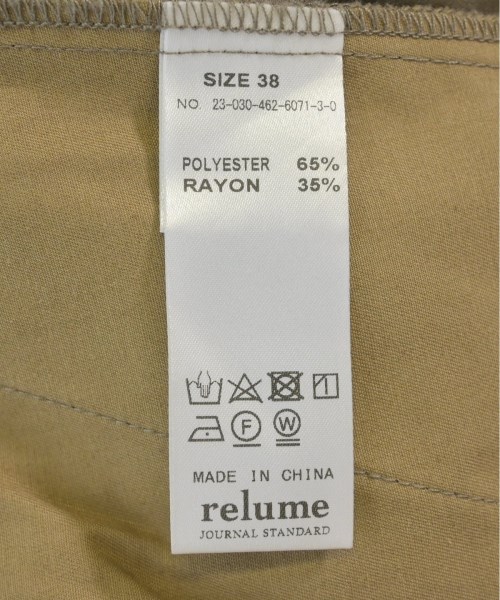 SIZE 38
NO. 23-030-462-6071-3-0
POLYESTER 65%
RAYON 35%
F W
MADE IN CHINA
relume
JOURNAL STANDARD